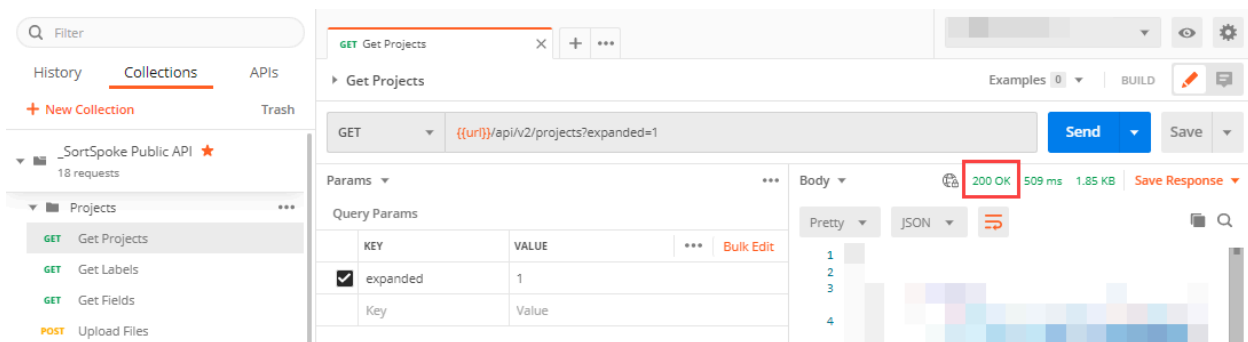 Filter
History Collections APIs
+ New Collection Trash
_SortSpoke Public API
18 requests
Projects
GET Get Projects
GET Get Labels
GET Get Fields
POST Upload Files
GET Get Projects
Get Projects
Examples 0 BUILD
GET {{url}}/api/v2/projects?expanded=1 Send Save
Params
Query Params
KEY VALUE Bulk Edit
expanded 1
Key Value
Body 200 OK 509 ms 1.85 KB Save Response
Pretty JSON
1
2
3
4